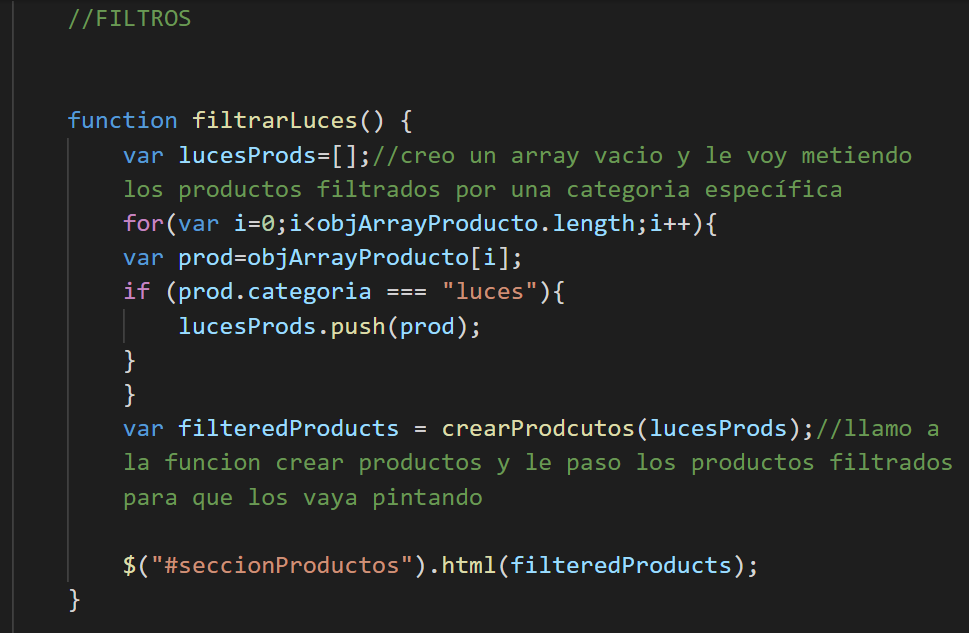 //FILTROS
function filtrarLuces() {
var lucesProds=[];//creo un array vacio y le voy metiendo
los productos filtrados por una categoria específica
for(var i=0;i<objArrayProducto.length;i++){
var prod=objArrayProducto[i];
if (prod.categoria === "luces"){
lucesProds.push(prod);
}
}
var filteredProducts = crearProdcutos(lucesProds);//llamo a
la funcion crear productos y le paso los productos filtrados
para que los vaya pintando
$("#seccionProductos").html(filteredProducts);
}